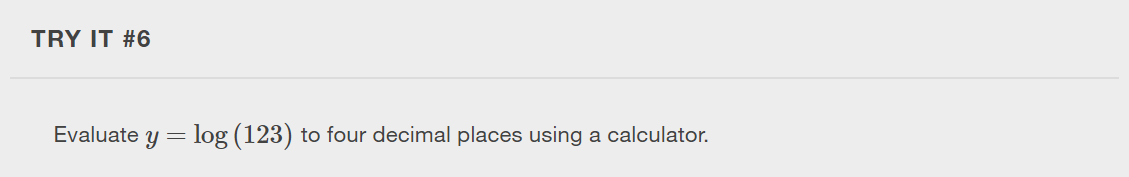 TRY IT #6
Evaluate y = log (123) to four decimal places using a calculator.